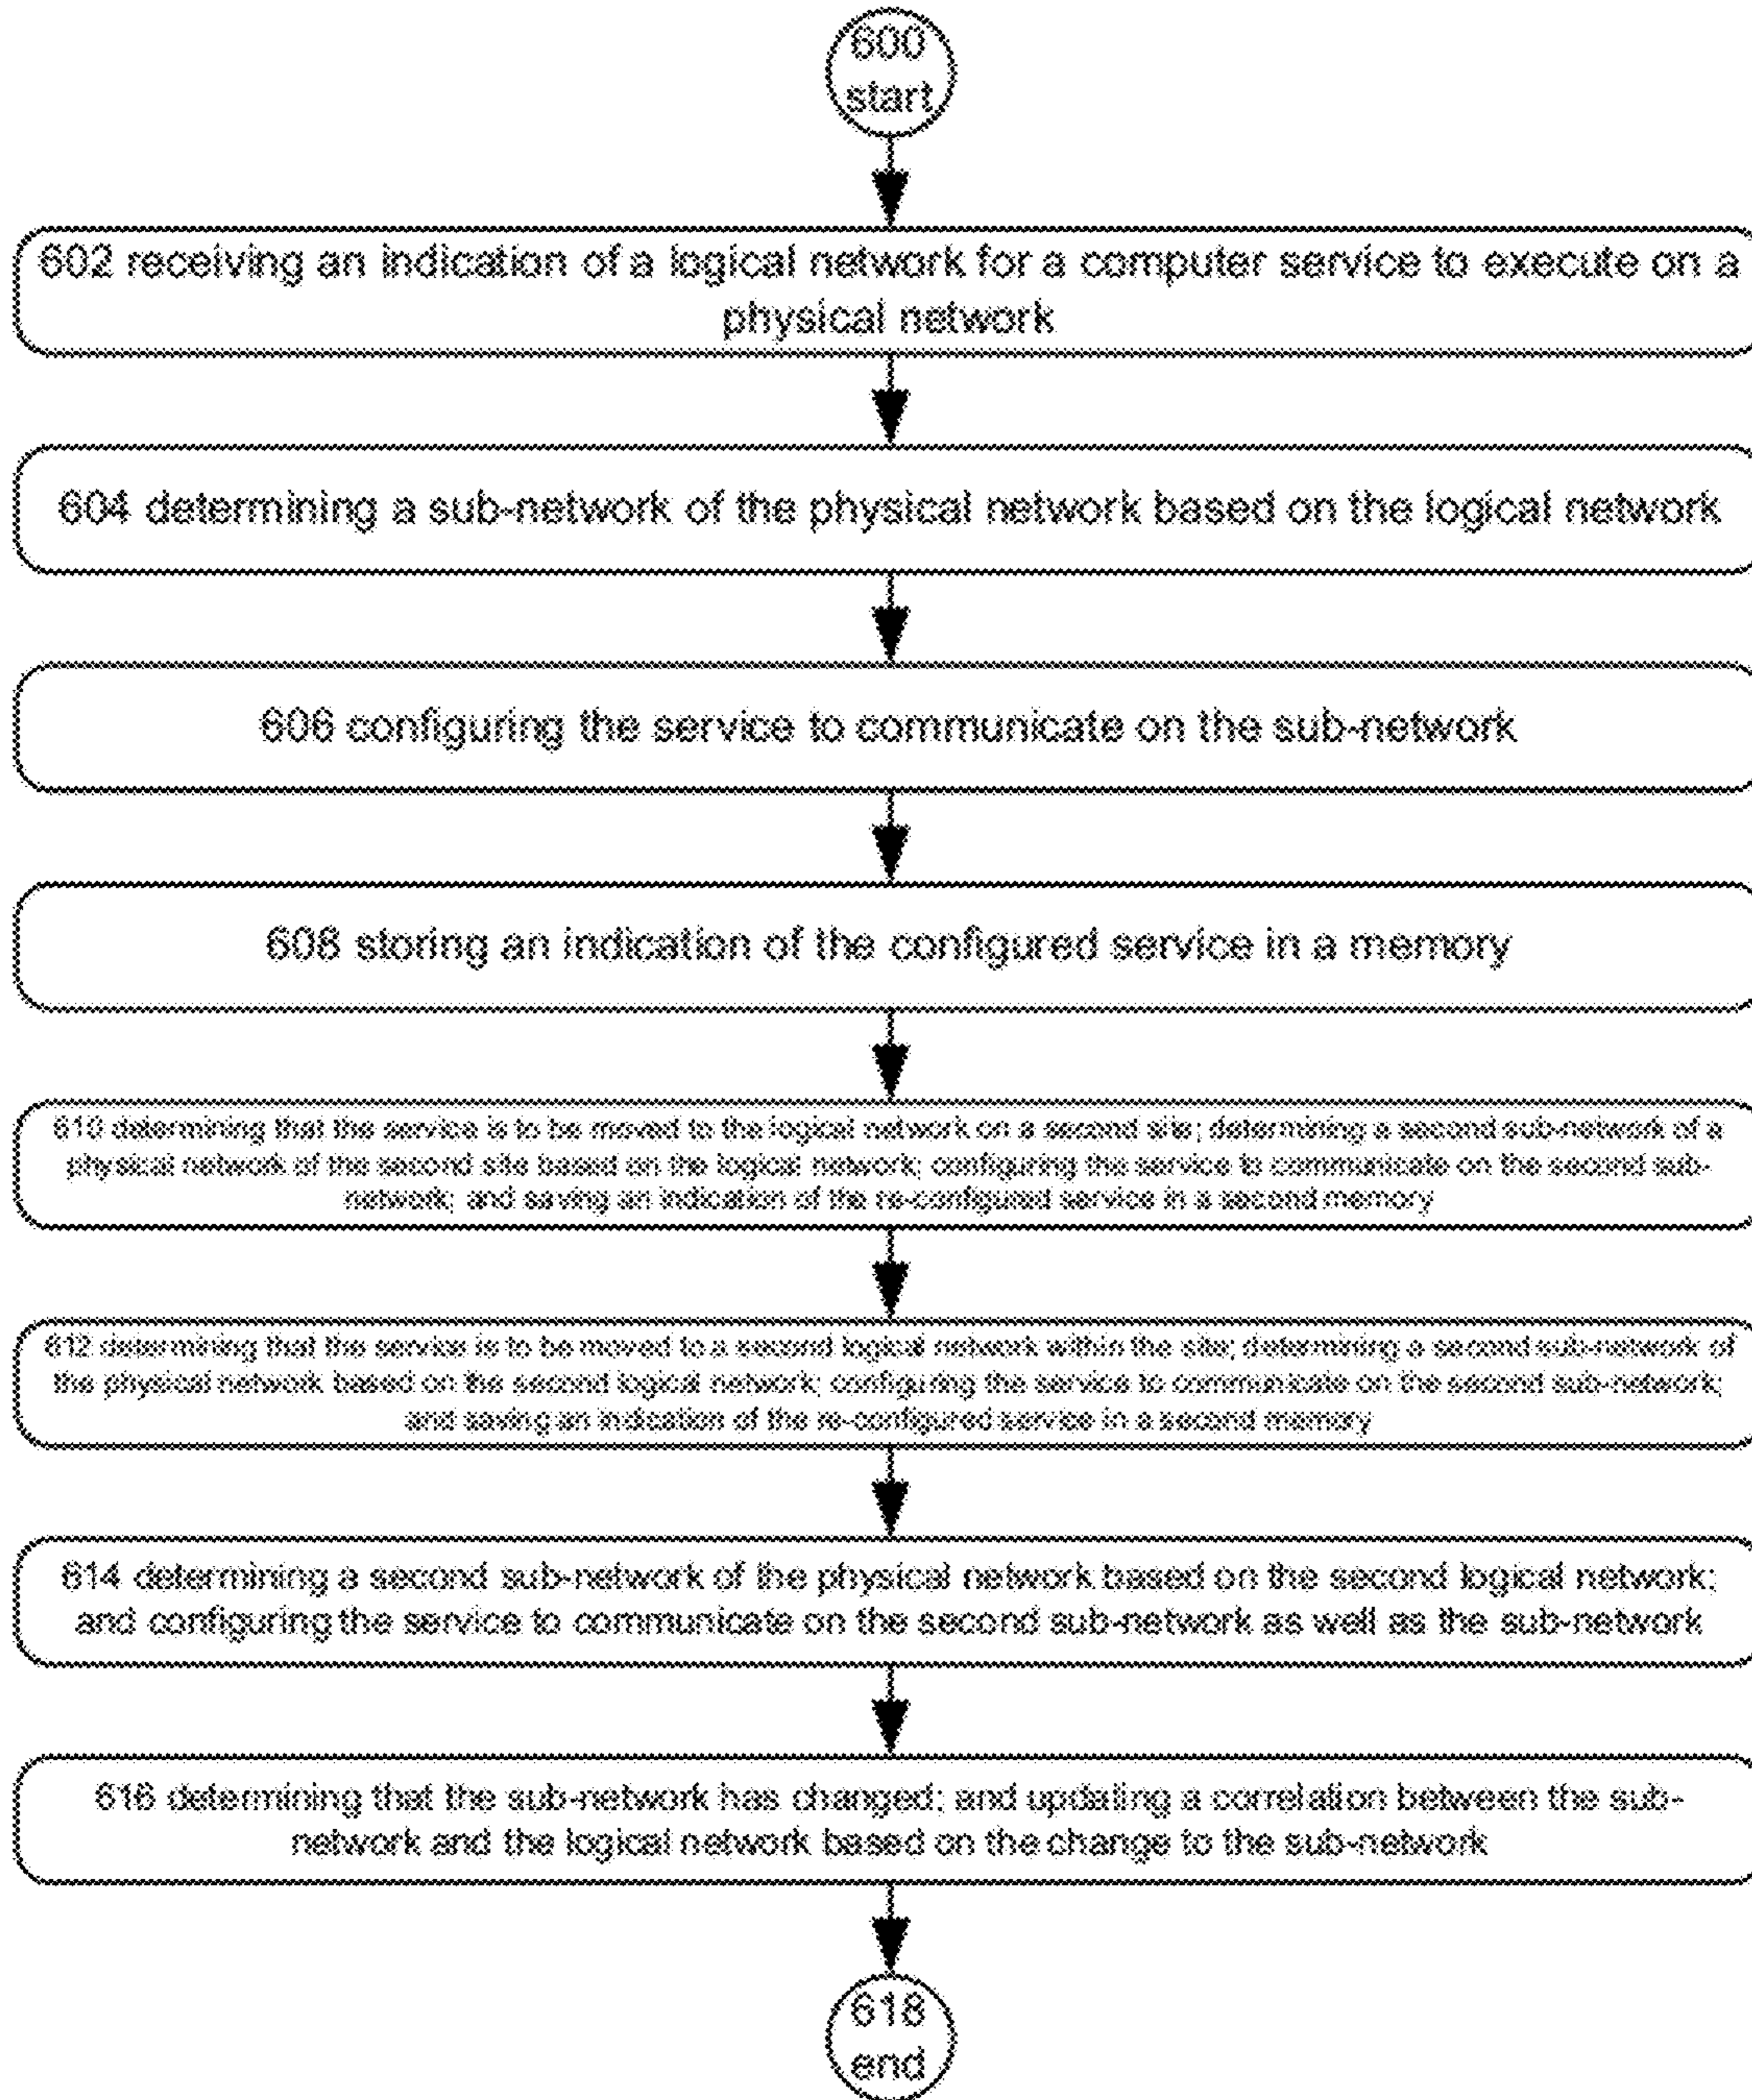 600
start
602 receiving an indication of a logical network for a computer service to execute on a
physical network
604 determining a sub-network of the physical network based on the logical network
606 configuring the service to communicate on the sub-network
608 storing an indication of the configured service in a memory
610 determining that the service is to be moved to the logical network on a second site; determining a second sub-network of a
physical network of the second site based on the logical network; configuring the service to communicate on the second sub-
network; and saving an indication of the re-configured service in a second memory
612 determining that the service is to be moved to a second logical network within the site; determining a second sub-network of
the physical network based on the second logical network; configuring the service to communicate on the second sub-network;
and saving an indication of the re-configured service in a second memory
614 determining a second sub-network of the physical network based on the second logical network;
and configuring the service to communicate on the second sub-network as well as the sub-network
616 determining that the sub-network has changed; and updating a correlation between the sub-
network and the logical network based on the change to the sub-network
618
end